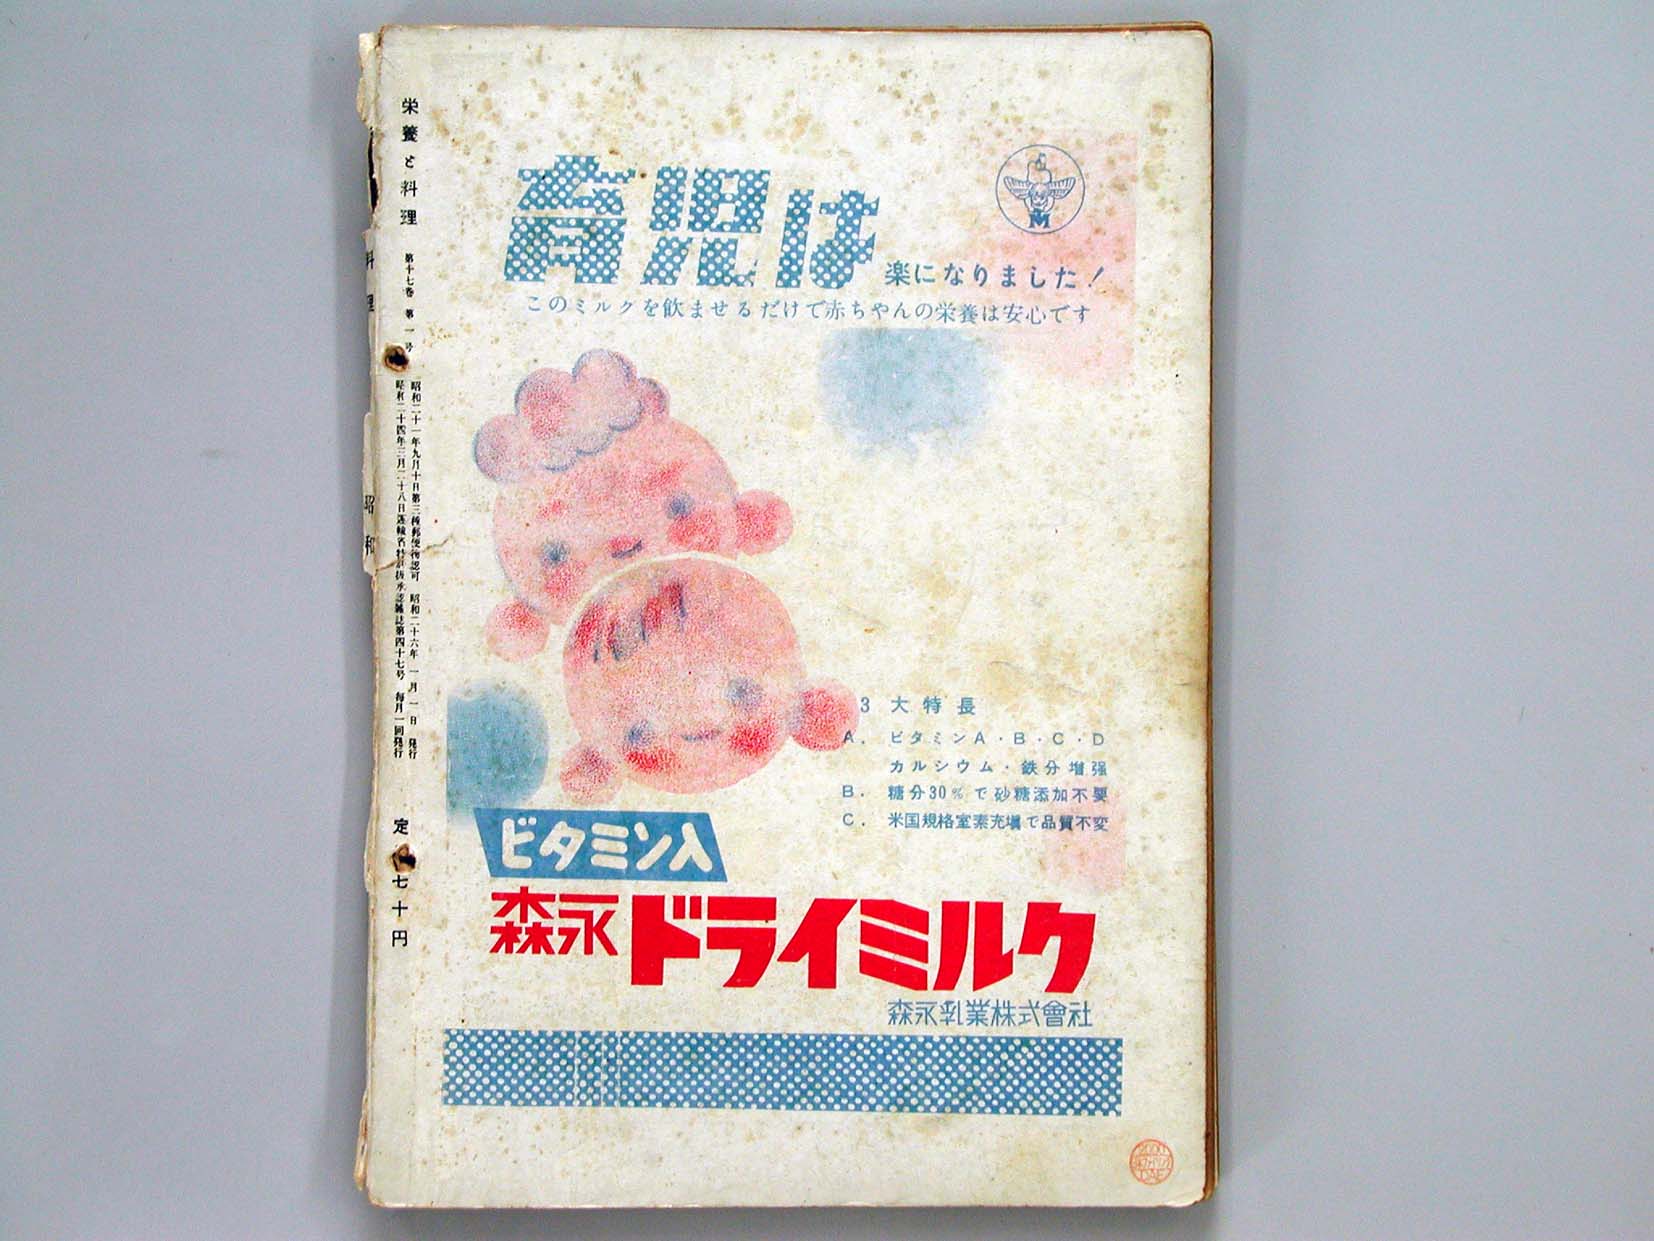 育児は
楽になりました!
このミルクを飲ませるだけで赤ちゃんの栄養は安心です
M
3 大特長
A. ビタミンA・B・C・D
カルシウム・鉄分増强
B. 糖分30%で砂糖添加不要
C. 米国規格窒素充塡で品質不変
ビタミン入
森永ドライミルク
森永乳業株式會社
栄養と料理 第十七巻 第一号
昭和二十一年九月十日第三種郵便物認可 昭和二十六年一月一日発行
昭和二十四年三月二十八日運輸省特別扱承認雑誌第四十七号 毎月一回発行
定 七十円
料理 昭和
2000